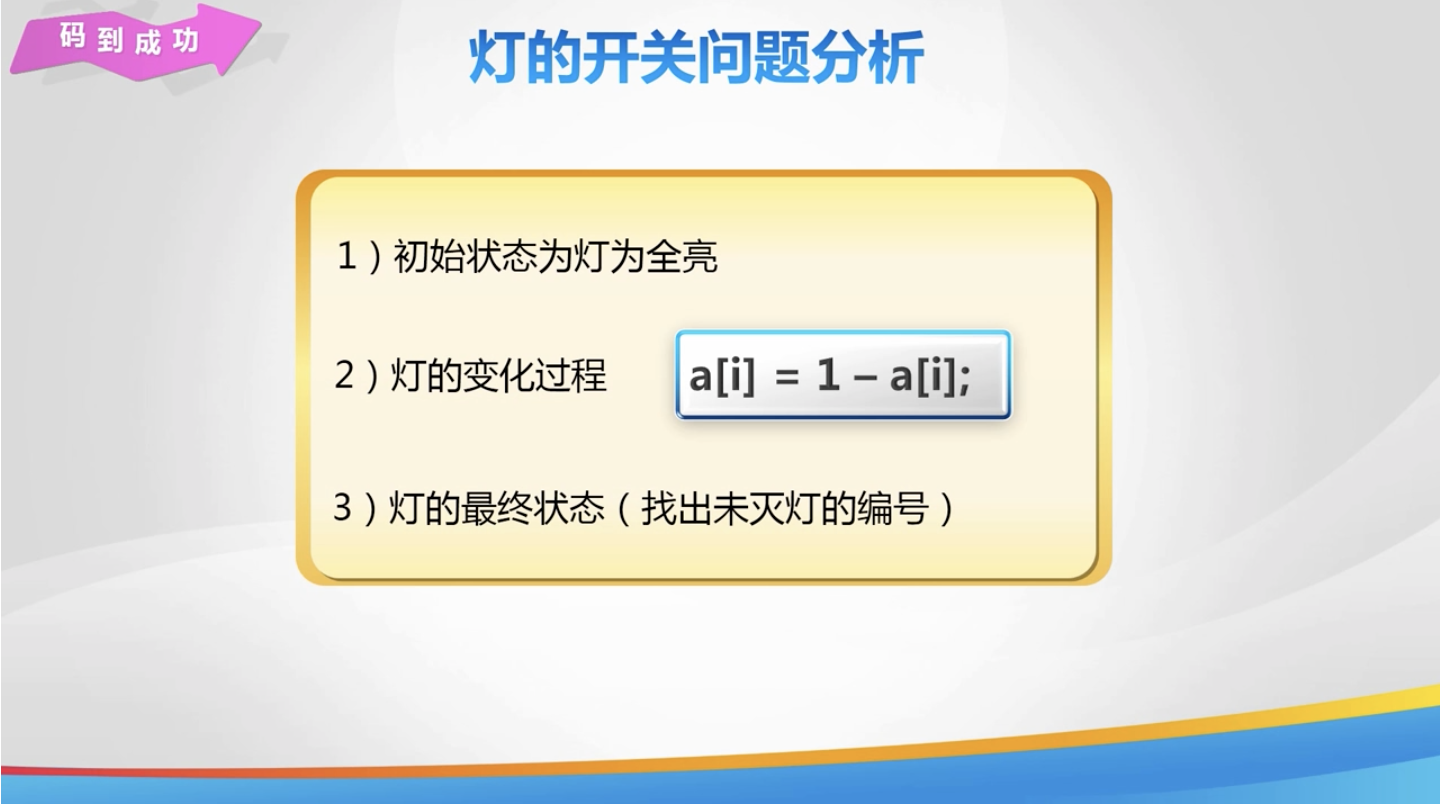 码到成功
灯的开关问题分析
1）初始状态为灯为全亮
2）灯的变化过程
a[i] = 1 – a[i];
3）灯的最终状态（找出未灭灯的编号）